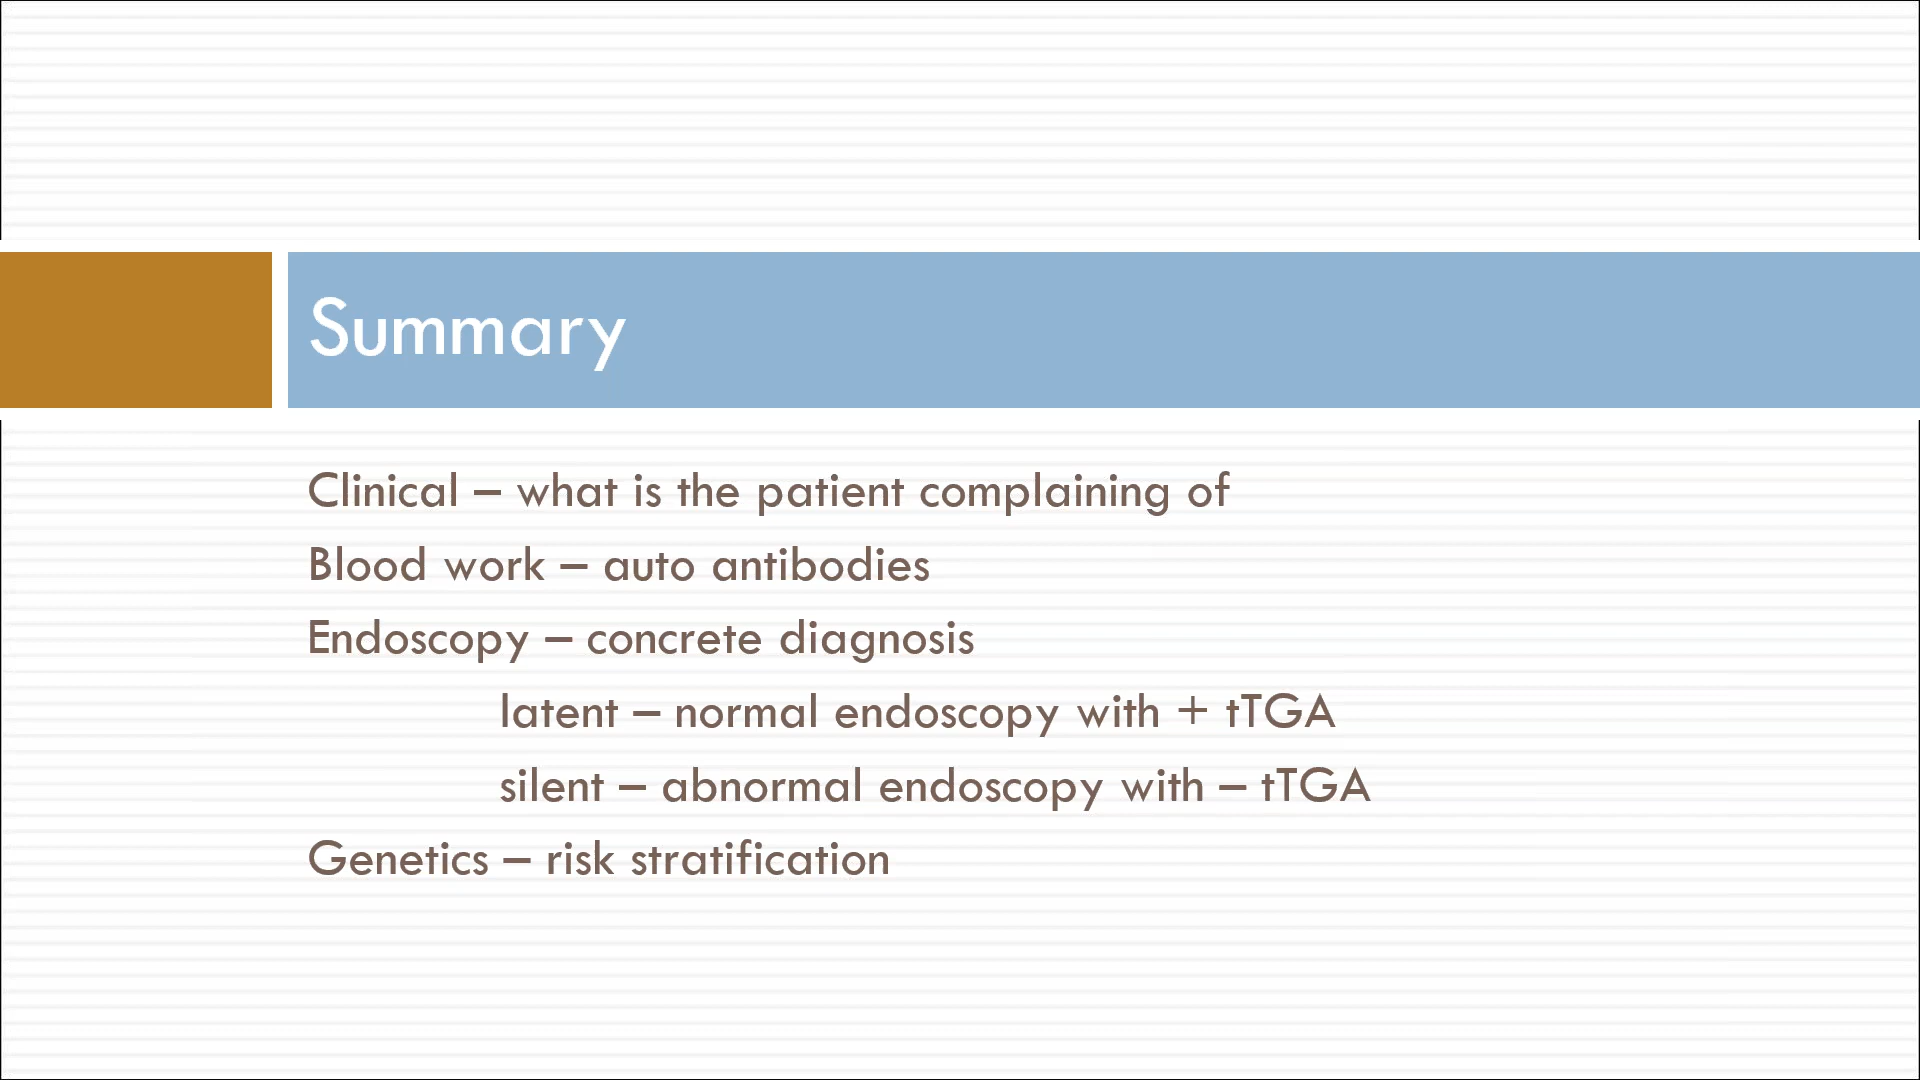 Summary
Clinical – what is the patient complaining of
Blood work – auto antibodies
Endoscopy – concrete diagnosis
latent – normal endoscopy with + tTGA
silent – abnormal endoscopy with – tTGA
Genetics – risk stratification